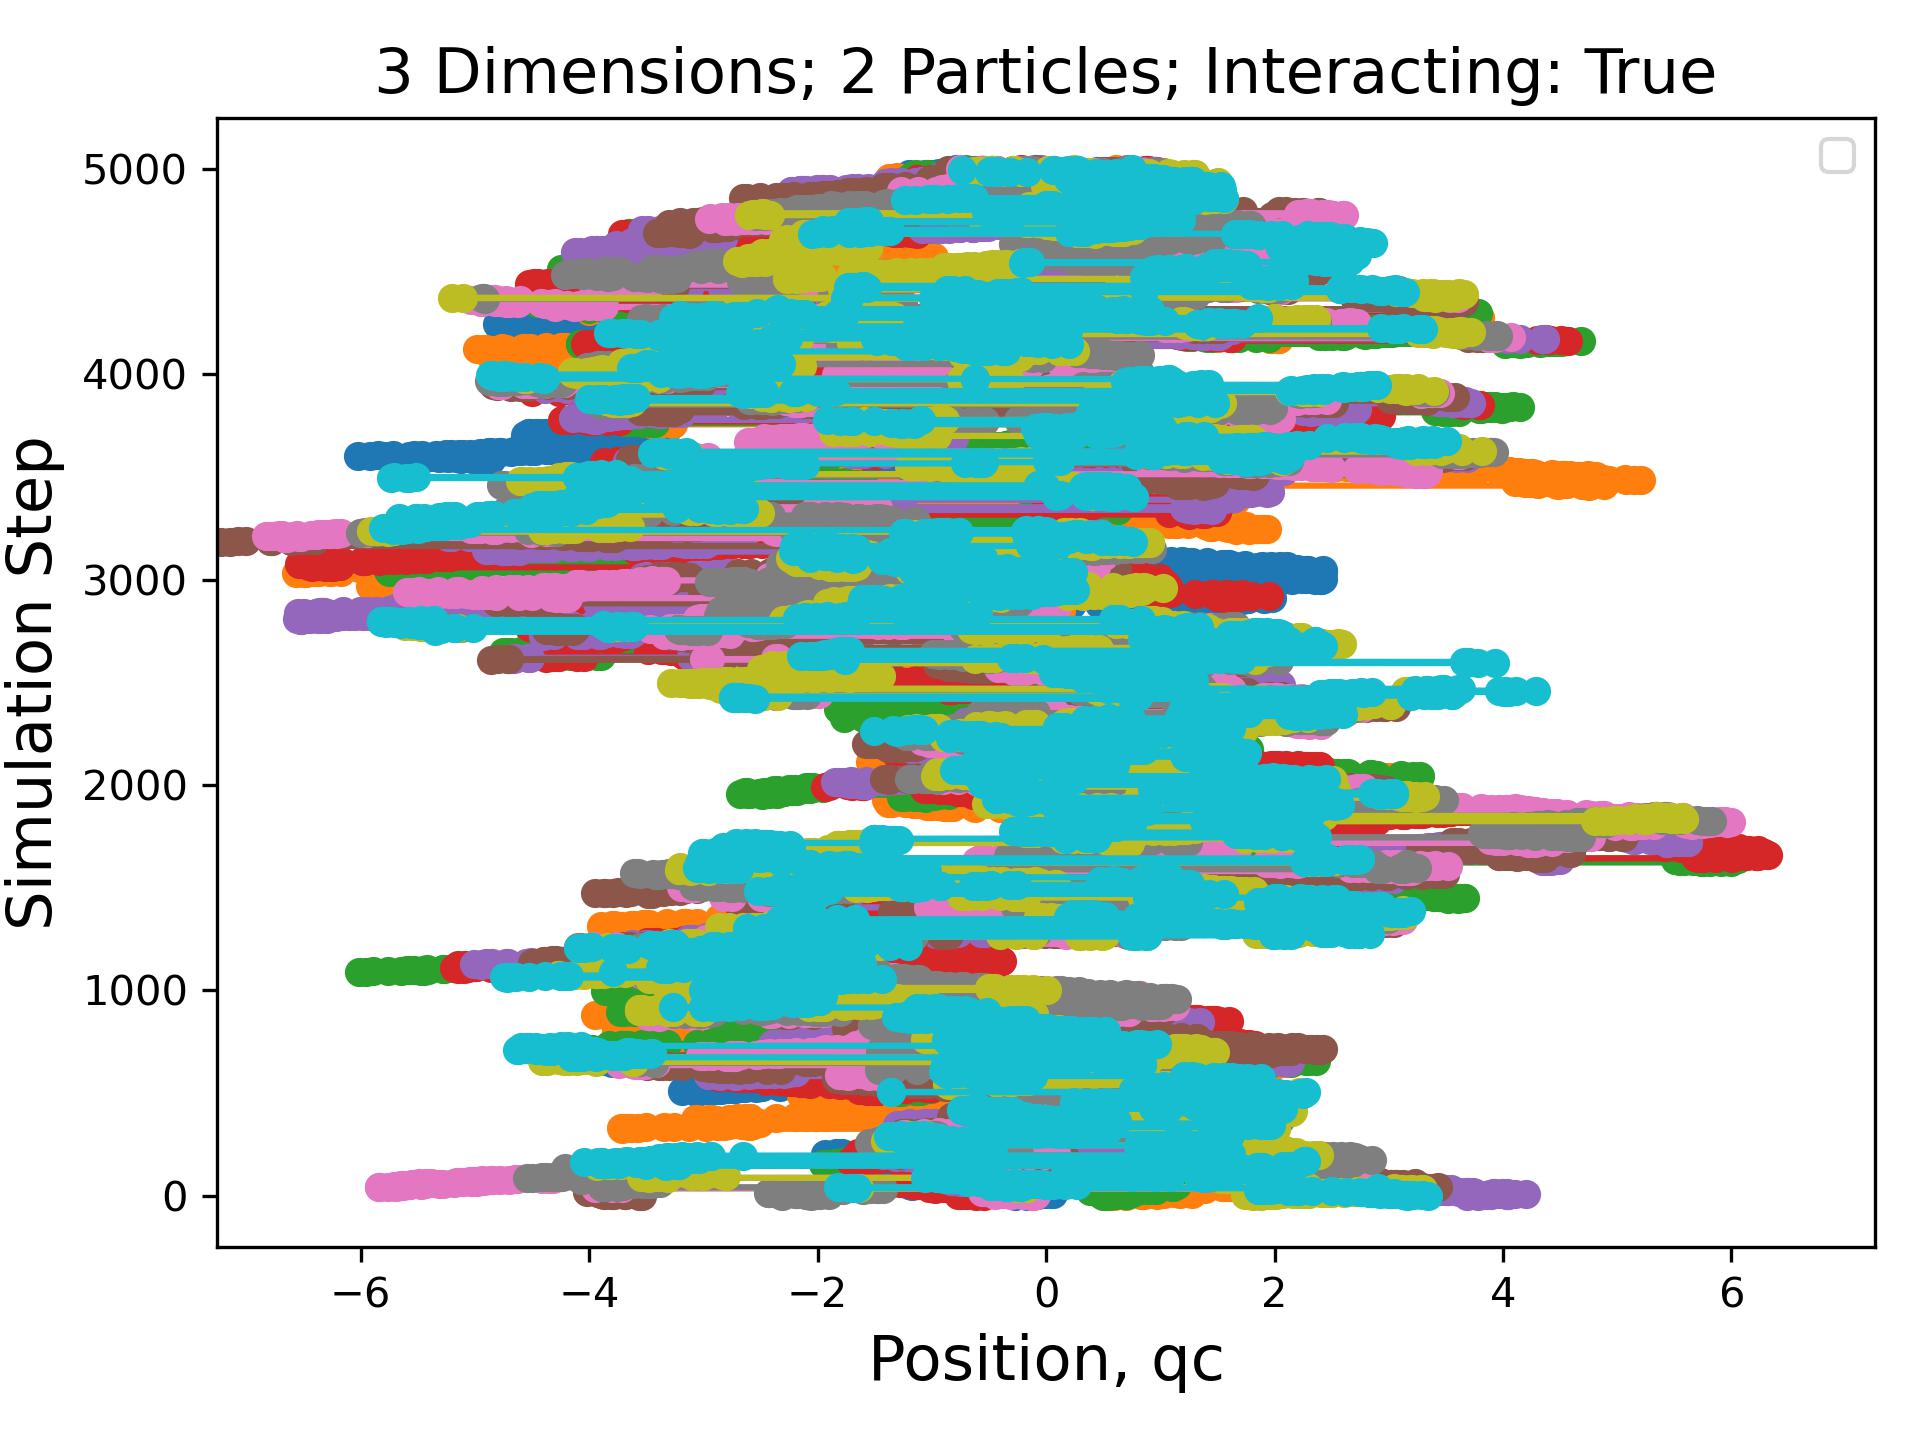 3 Dimensions; 2 Particles; Interacting: True
5000
4000
3000
2000
1000
0
Simulation Step
−6 −4 −2 0 2 4 6
Position, qc